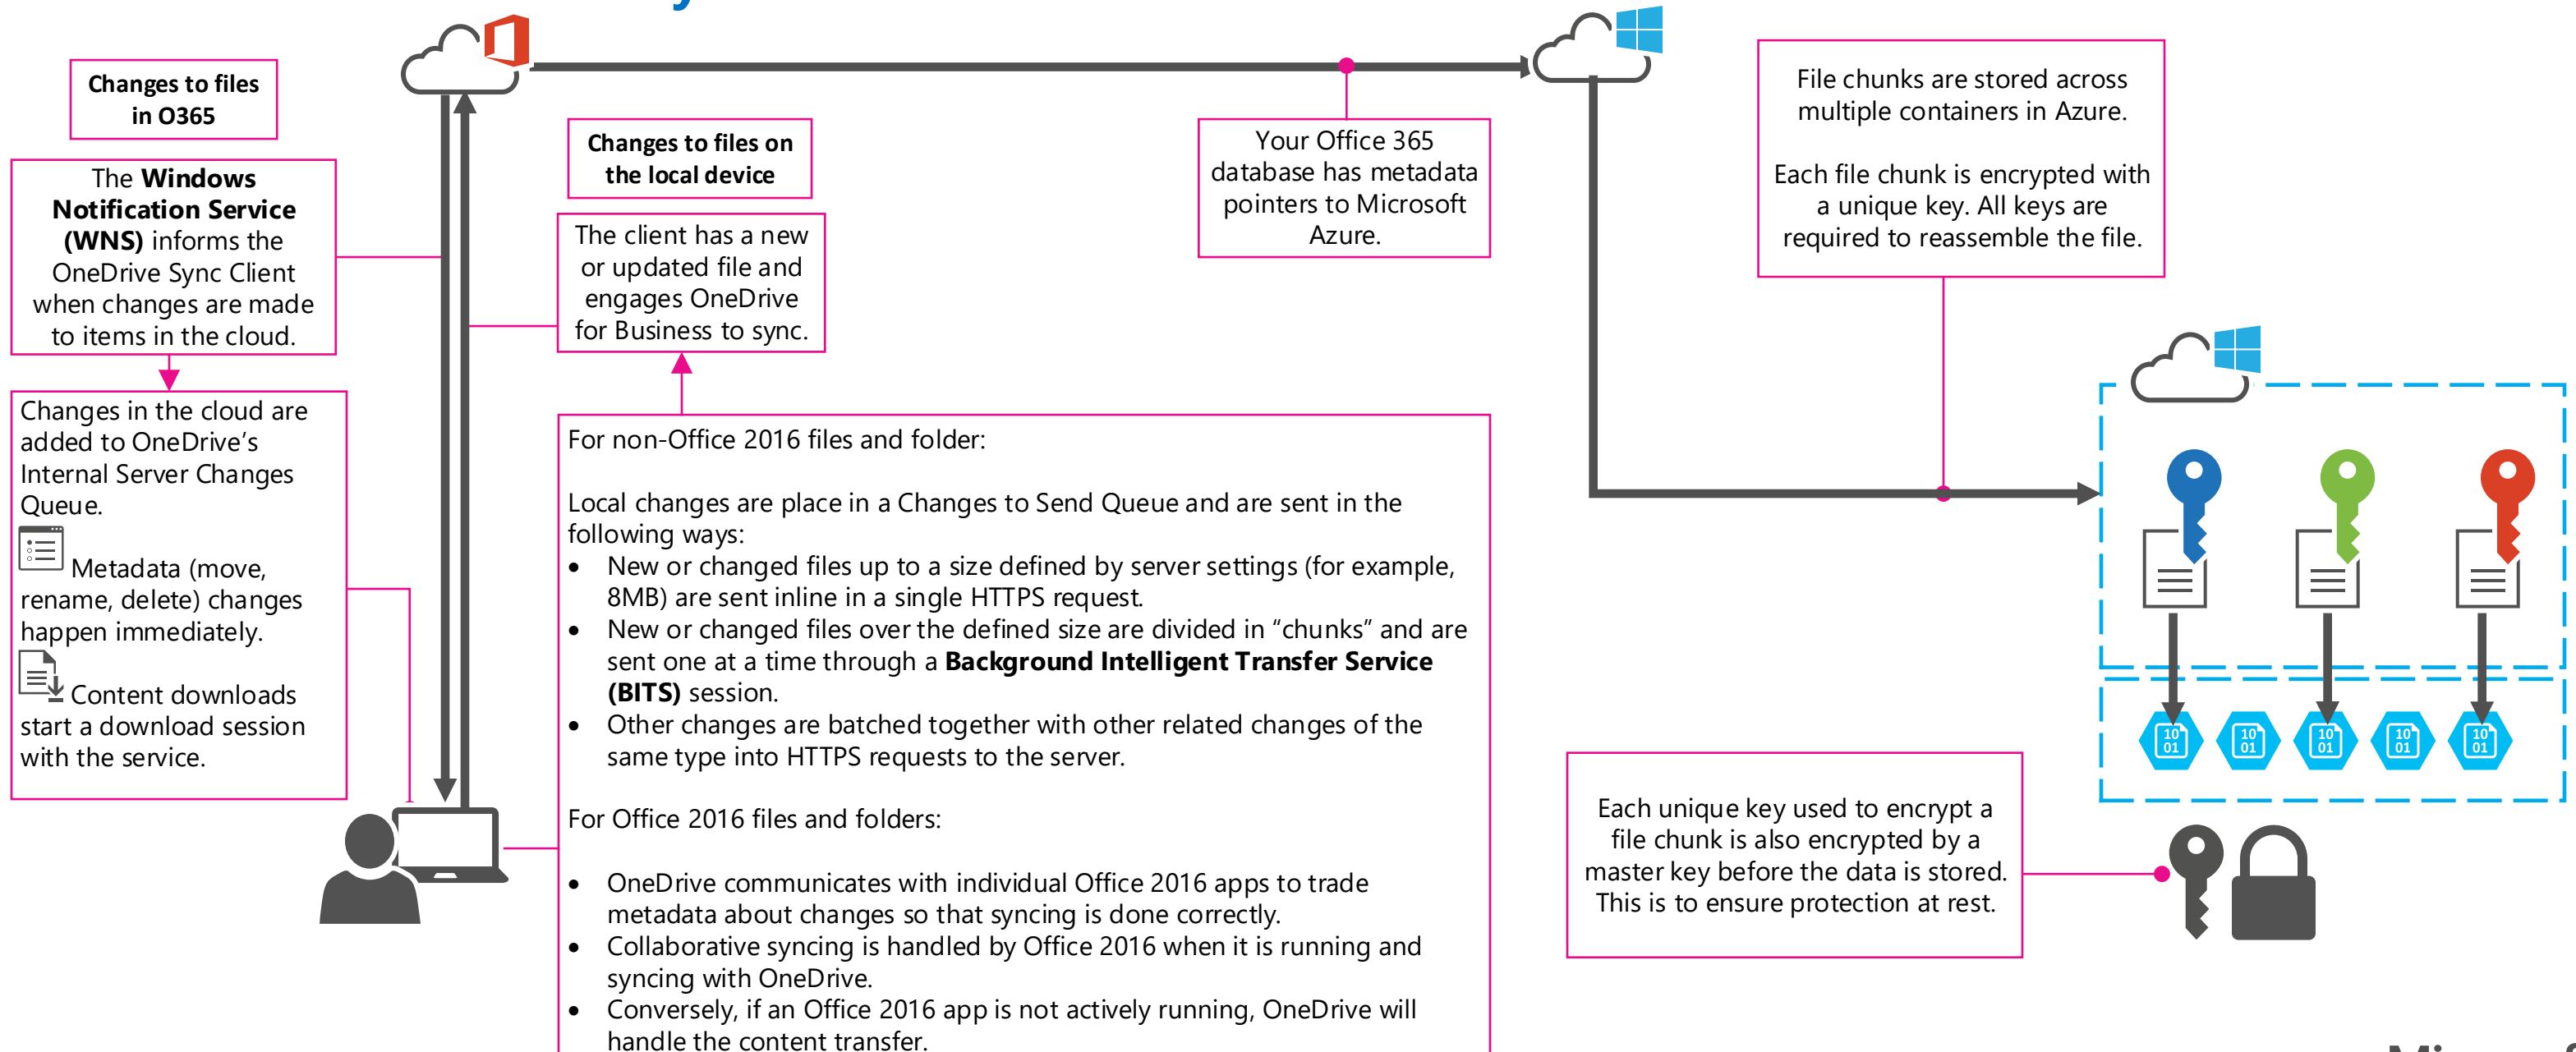 Changes to files
in O365
The Windows
Notification Service
(WNS) informs the
OneDrive Sync Client
when changes are made
to items in the cloud.
Changes in the cloud are
added to OneDrive’s
Internal Server Changes
Queue.
Metadata (move,
rename, delete) changes
happen immediately.
Content downloads
start a download session
with the service.
Changes to files on
the local device
The client has a new
or updated file and
engages OneDrive
for Business to sync.
For non-Office 2016 files and folder:
Local changes are place in a Changes to Send Queue and are sent in the
following ways:
• New or changed files up to a size defined by server settings (for example,
8MB) are sent inline in a single HTTPS request.
• New or changed files over the defined size are divided in “chunks” and are
sent one at a time through a Background Intelligent Transfer Service
(BITS) session.
• Other changes are batched together with other related changes of the
same type into HTTPS requests to the server.
For Office 2016 files and folders:
• OneDrive communicates with individual Office 2016 apps to trade
metadata about changes so that syncing is done correctly.
• Collaborative syncing is handled by Office 2016 when it is running and
syncing with OneDrive.
• Conversely, if an Office 2016 app is not actively running, OneDrive will
handle the content transfer.
Your Office 365
database has metadata
pointers to Microsoft
Azure.
File chunks are stored across
multiple containers in Azure.
Each file chunk is encrypted with
a unique key. All keys are
required to reassemble the file.
10
01
10
01
10
01
10
01
10
01
Each unique key used to encrypt a
file chunk is also encrypted by a
master key before the data is stored.
This is to ensure protection at rest.